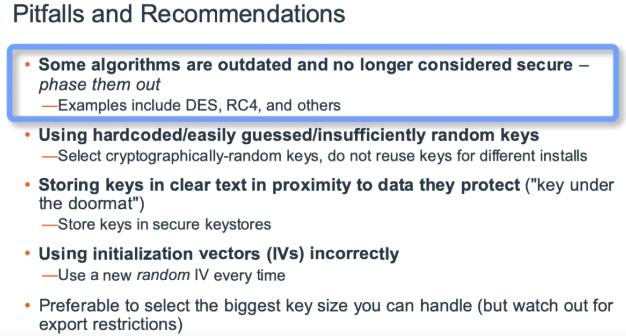 Pitfalls and Recommendations
• Some algorithms are outdated and no longer considered secure –
phase them out
—Examples include DES, RC4, and others
• Using hardcoded/easily guessed/insufficiently random keys
—Select cryptographically-random keys, do not reuse keys for different installs
• Storing keys in clear text in proximity to data they protect ("key under
the doormat")
—Store keys in secure keystores
• Using initialization vectors (IVs) incorrectly
—Use a new random IV every time
• Preferable to select the biggest key size you can handle (but watch out for
export restrictions)